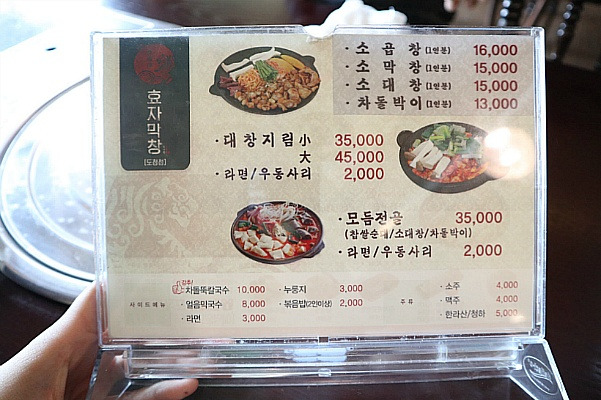 효자막창
[도청점]
· 소 곱 창 (1인분) 16,000
· 소 막 창 (1인분) 15,000
· 소 대 창 (1인분) 15,000
· 차돌박이 (1인분) 13,000
· 대창지림 小 35,000
大 45,000
· 라면/우동사리 2,000
· 모듬전골 35,000
(찹쌀순대/소대창/차돌박이)
· 라면/우동사리 2,000
사이드메뉴
강추!
차돌뚝칼국수 10,000
· 얼음막국수 8,000
· 라면 3,000
· 누룽지 3,000
· 볶음밥(2인이상) 2,000
주류
· 소주 4,000
· 맥주 4,000
· 한라산/청하 5,000